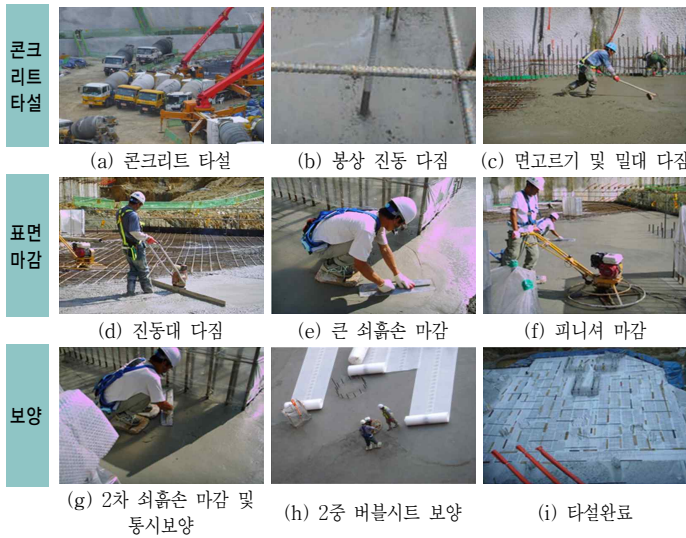 콘크
리트
타설
(a) 콘크리트 타설
(b) 봉상 진동 다짐
(c) 면고르기 및 밀대 다짐
표면
마감
(d) 진동대 다짐
(e) 큰 쇠흙손 마감
(f) 피니셔 마감
보양
(g) 2차 쇠흙손 마감 및
통시보양
(h) 2중 버블시트 보양
(i) 타설완료